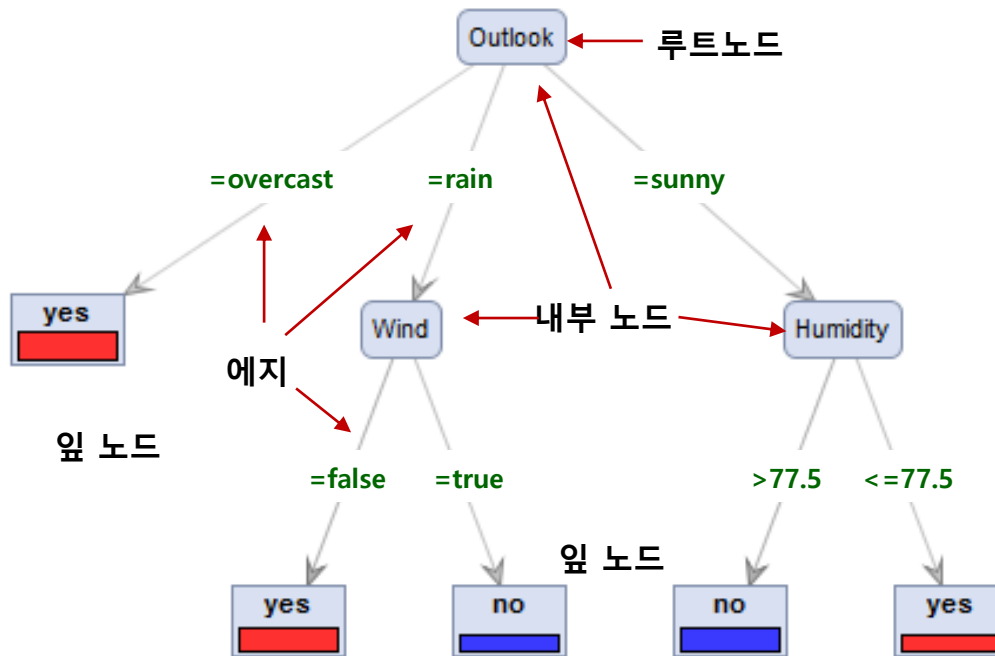 Outlook
루트노드
=overcast
=rain
=sunny
yes
Wind
내부 노드
Humidity
에지
잎 노드
=false
=true
>77.5
<=77.5
잎 노드
yes
no
no
yes